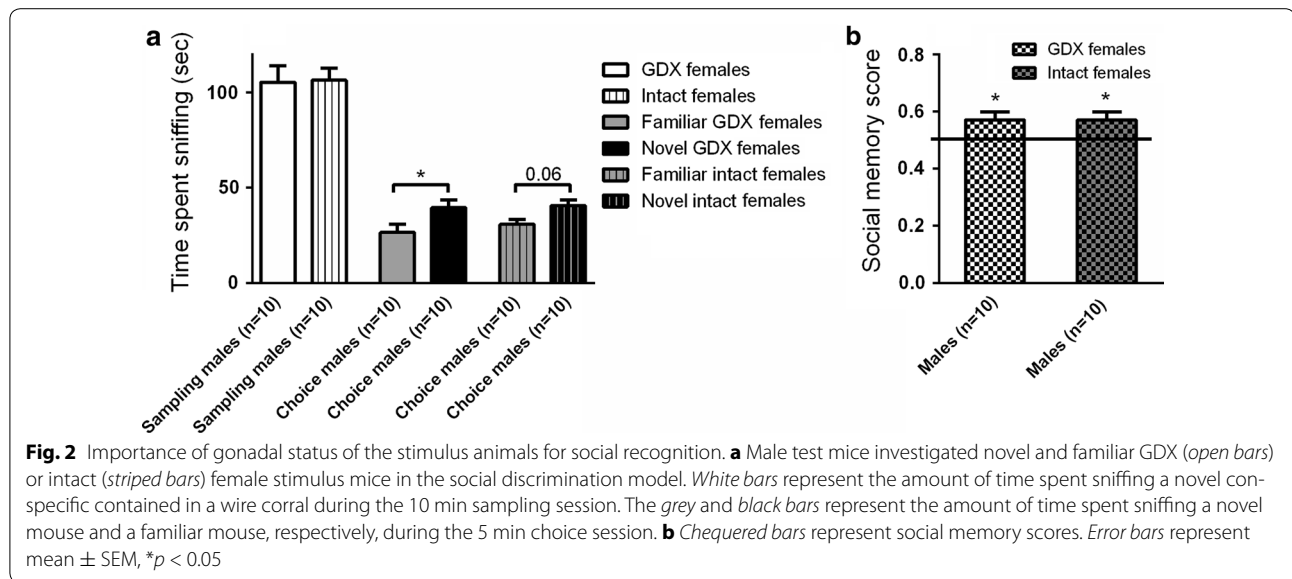 a
Time spent sniffing (sec)
100
50
0
*
0.06
GDX females
Intact females
Familiar GDX females
Novel GDX females
Familiar intact females
Novel intact females
Sampling males (n=10)
Sampling males (n=10)
Choice males (n=10)
Choice males (n=10)
Choice males (n=10)
Choice males (n=10)
b
Social memory score
0.8
0.6
0.4
0.2
0.0
GDX females
Intact females
*
*
Males (n=10)
Males (n=10)
Fig. 2 Importance of gonadal status of the stimulus animals for social recognition. a Male test mice investigated novel and familiar GDX (open bars)
or intact (striped bars) female stimulus mice in the social discrimination model. White bars represent the amount of time spent sniffing a novel con-
specific contained in a wire corral during the 10 min sampling session. The grey and black bars represent the amount of time spent sniffing a novel
mouse and a familiar mouse, respectively, during the 5 min choice session. b Chequered bars represent social memory scores. Error bars represent
mean ± SEM, *p < 0.05